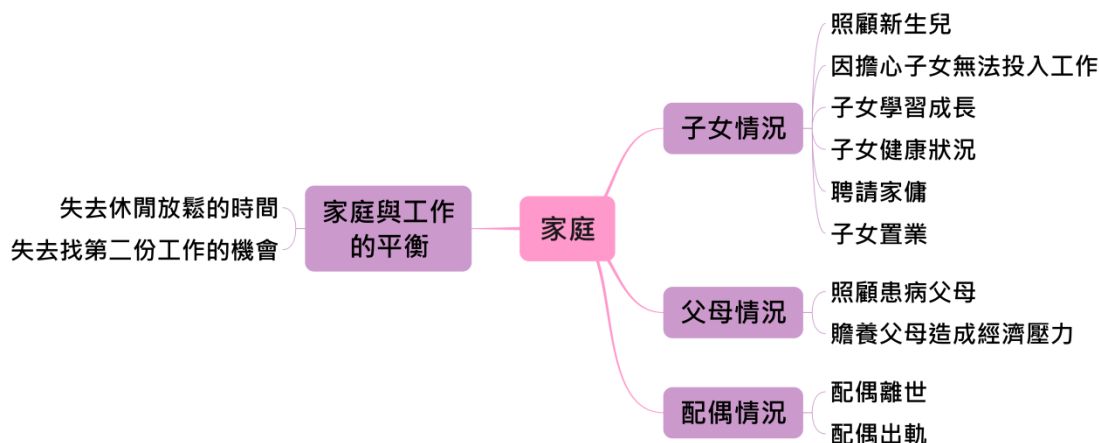 家庭
子女情況
照顧新生兒
因擔心子女無法投入工作
子女學習成長
子女健康狀況
聘請家傭
子女置業
父母情況
照顧患病父母
贍養父母造成經濟壓力
配偶情況
配偶離世
配偶出軌
家庭與工作
的平衡
失去休閒放鬆的時間
失去找第二份工作的機會